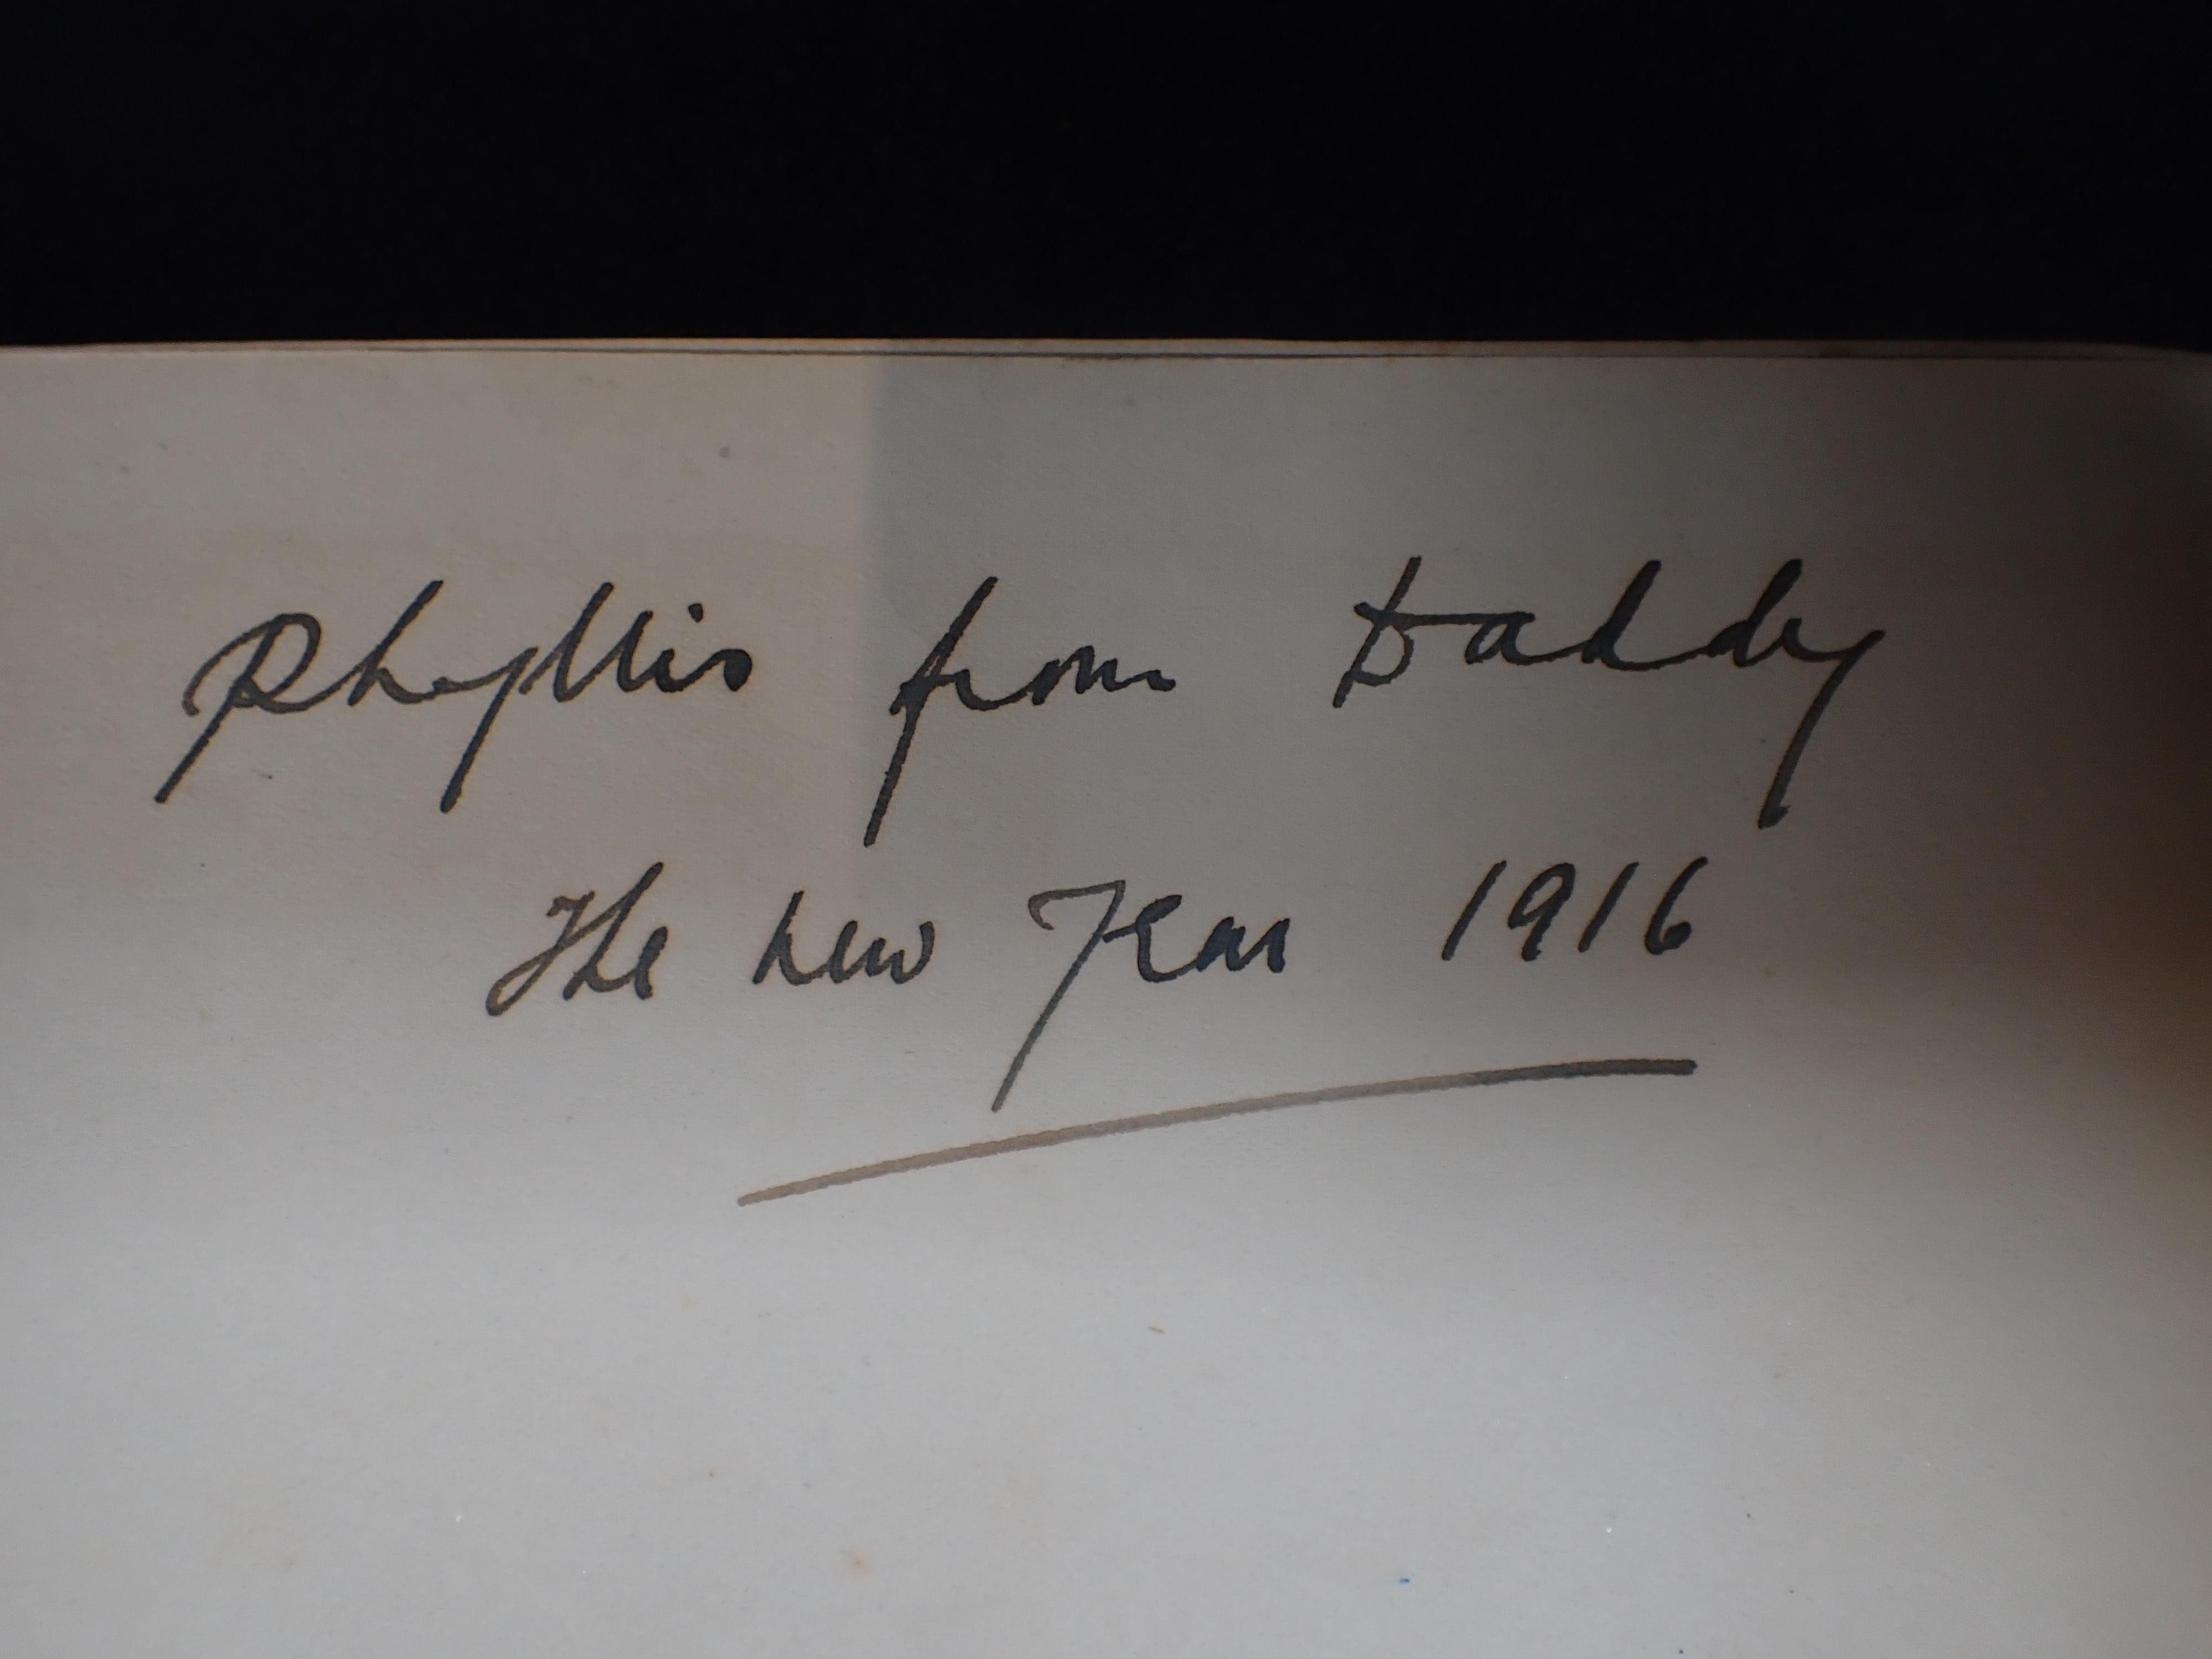 Phyllis from Daddy
The new Year 1916